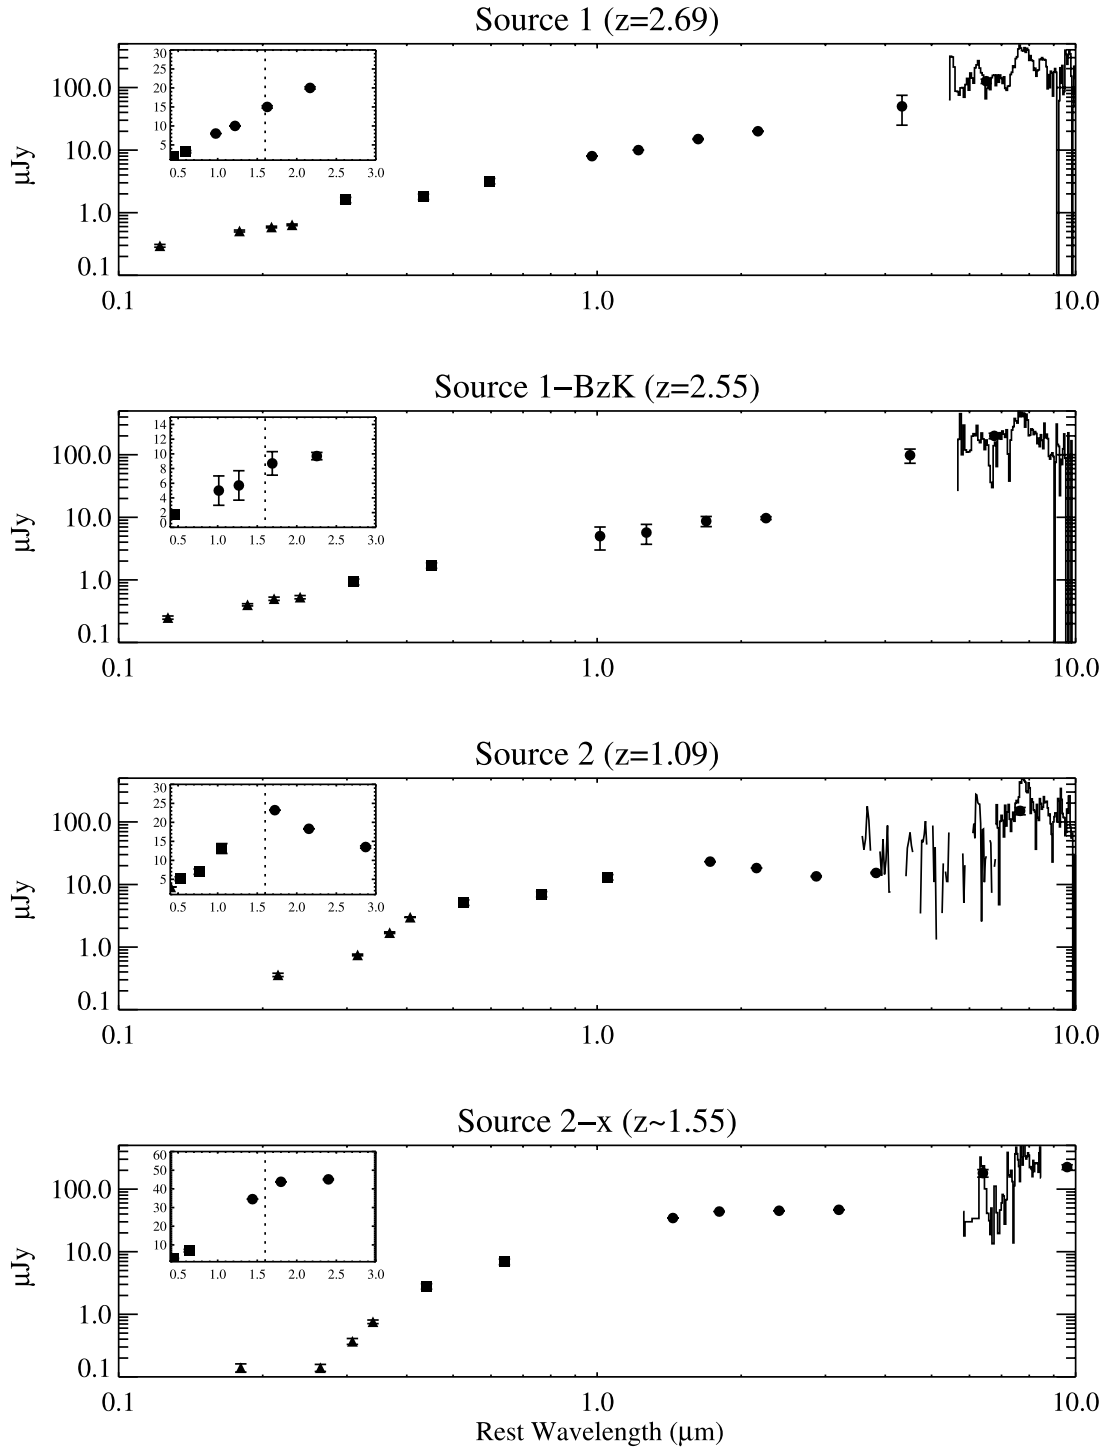 Source 1 (z=2.69)
μJy
100.0
10.0
1.0
0.1
30
25
20
15
10
5
0.5 1.0 1.5 2.0 2.5 3.0
0.1 1.0 10.0
Source 1−BzK (z=2.55)
μJy
100.0
10.0
1.0
0.1
14
12
10
8
6
4
2
0
0.5 1.0 1.5 2.0 2.5 3.0
0.1 1.0 10.0
Source 2 (z=1.09)
μJy
100.0
10.0
1.0
0.1
30
25
20
15
10
5
0.5 1.0 1.5 2.0 2.5 3.0
0.1 1.0 10.0
Source 2−x (z~1.55)
μJy
100.0
10.0
1.0
0.1
60
50
40
30
20
10
0.5 1.0 1.5 2.0 2.5 3.0
0.1 1.0 10.0
Rest Wavelength (μm)